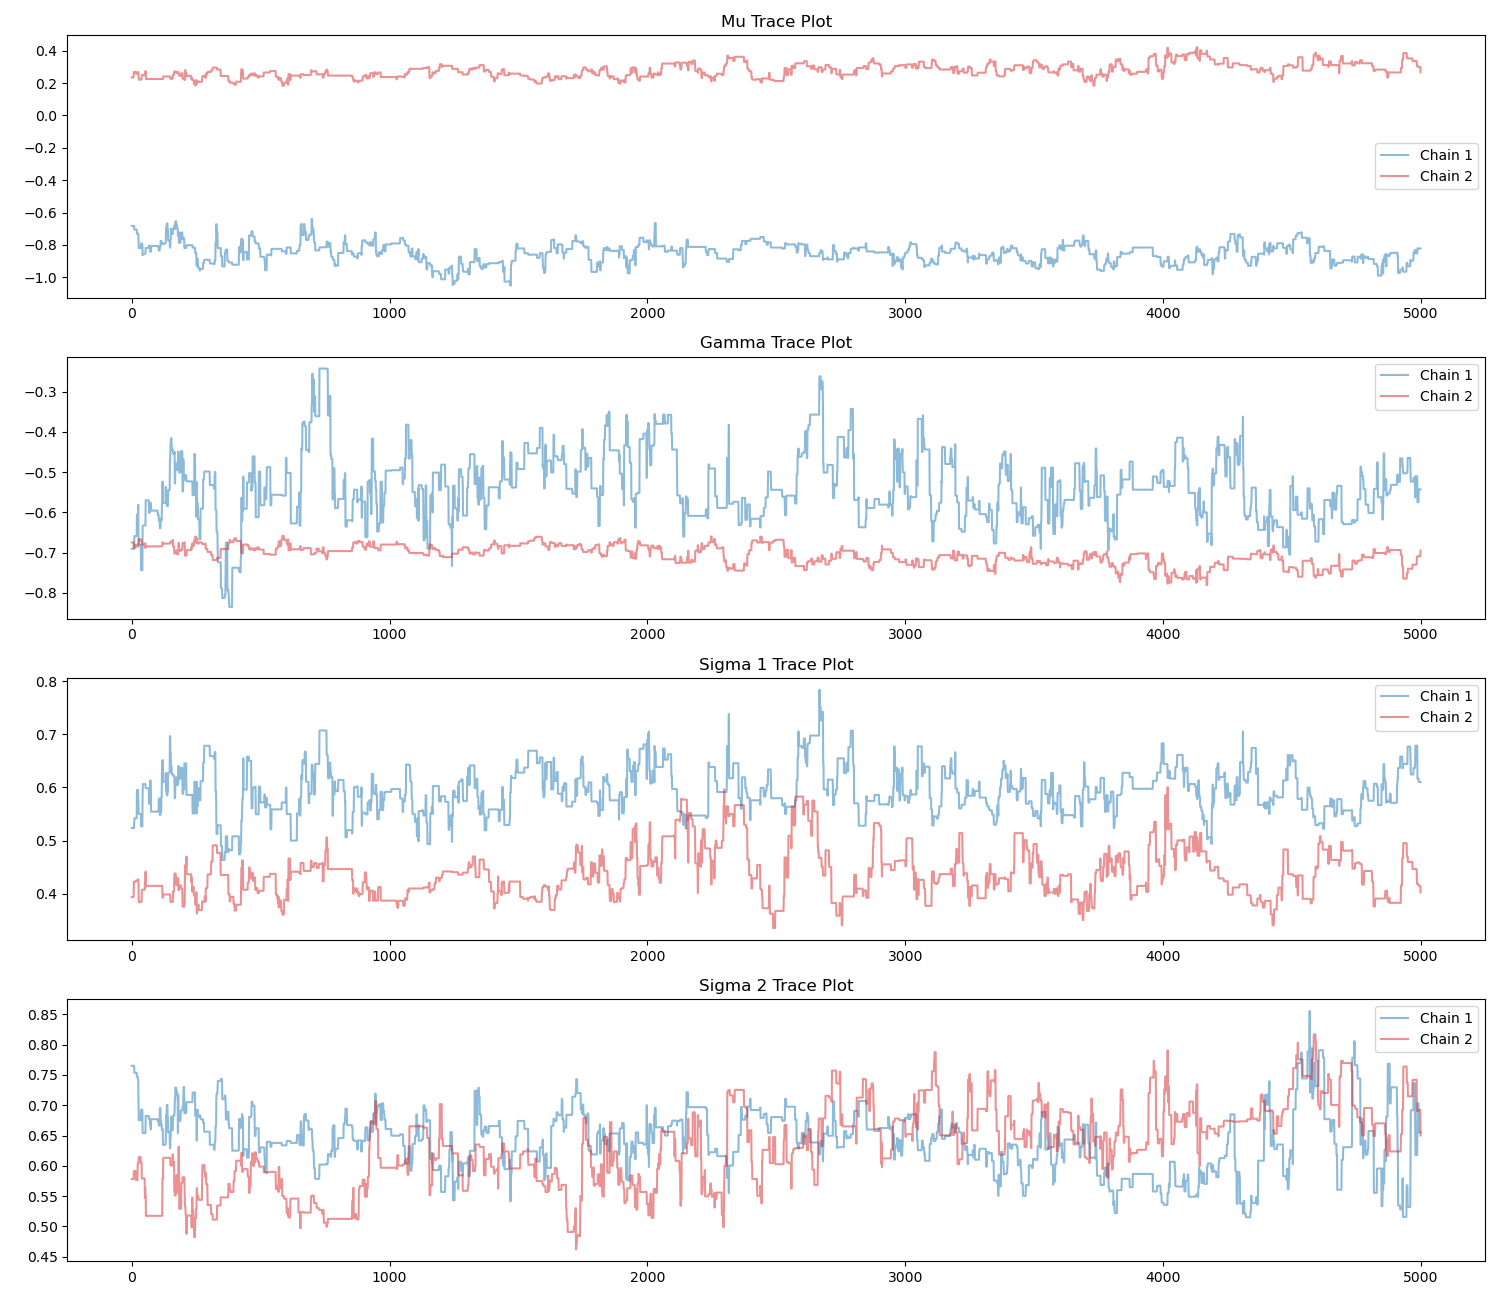 Mu Trace Plot
0.4
0.2
0.0
−0.2
−0.4
−0.6
−0.8
−1.0
Chain 1
Chain 2
0 1000 2000 3000 4000 5000
Gamma Trace Plot
−0.3
−0.4
−0.5
−0.6
−0.7
−0.8
Chain 1
Chain 2
0 1000 2000 3000 4000 5000
Sigma 1 Trace Plot
0.8
0.7
0.6
0.5
0.4
Chain 1
Chain 2
0 1000 2000 3000 4000 5000
Sigma 2 Trace Plot
0.85
0.80
0.75
0.70
0.65
0.60
0.55
0.50
0.45
Chain 1
Chain 2
0 1000 2000 3000 4000 5000